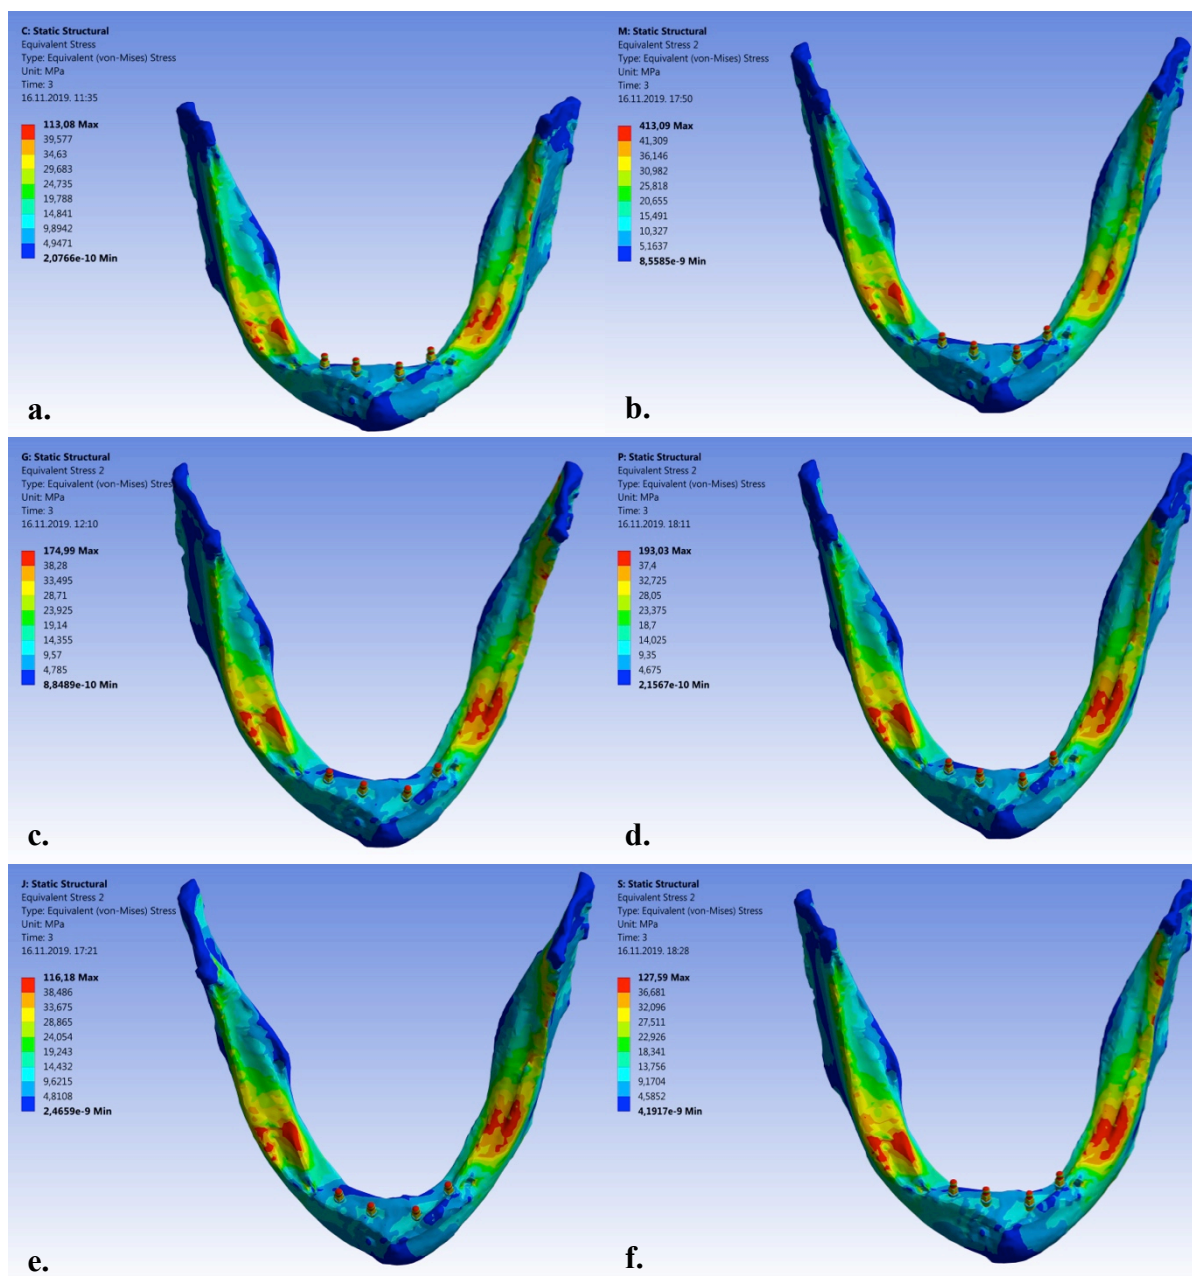 C: Static Structural
Equivalent Stress
Type: Equivalent (von-Mises) Stress
Unit: MPa
Time: 3
16.11.2019. 11:35
113,08 Max
39,577
34,63
29,683
24,735
19,788
14,841
9,8942
4,9471
2,0766e-10 Min
a.
M: Static Structural
Equivalent Stress 2
Type: Equivalent (von-Mises) Stress
Unit: MPa
Time: 3
16.11.2019. 17:50
413,09 Max
41,309
36,146
30,982
25,818
20,655
15,491
10,327
5,1637
8,5585e-9 Min
b.
G: Static Structural
Equivalent Stress 2
Type: Equivalent (von-Mises) Stress
Unit: MPa
Time: 3
16.11.2019. 12:10
174,99 Max
38,28
33,495
28,71
23,925
19,14
14,355
9,57
4,785
8,8489e-10 Min
c.
P: Static Structural
Equivalent Stress 2
Type: Equivalent (von-Mises) Stress
Unit: MPa
Time: 3
16.11.2019. 18:11
193,03 Max
37,4
32,725
28,05
23,375
18,7
14,025
9,35
4,675
2,1567e-10 Min
d.
J: Static Structural
Equivalent Stress 2
Type: Equivalent (von-Mises) Stress
Unit: MPa
Time: 3
16.11.2019. 17:21
116,18 Max
38,486
33,675
28,865
24,054
19,243
14,432
9,6215
4,8108
2,4659e-9 Min
e.
S: Static Structural
Equivalent Stress 2
Type: Equivalent (von-Mises) Stress
Unit: MPa
Time: 3
16.11.2019. 18:28
127,59 Max
36,681
32,096
27,511
22,926
18,341
13,756
9,1704
4,5852
4,1917e-9 Min
f.